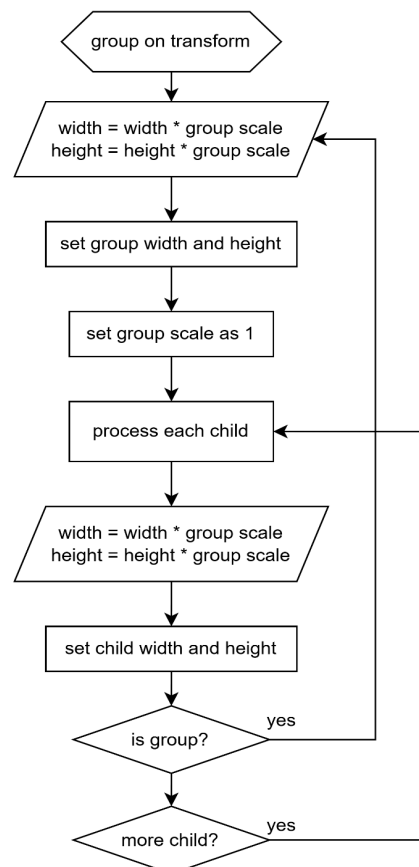 group on transform
width = width * group scale
height = height * group scale
set group width and height
set group scale as 1
process each child
width = width * group scale
height = height * group scale
set child width and height
is group?
yes
more child?
yes